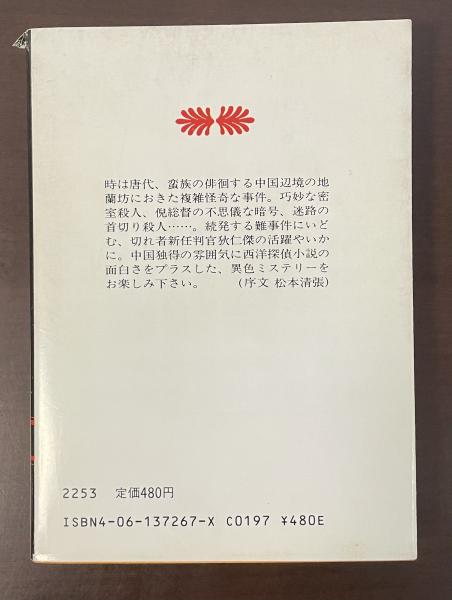 時は唐代、蛮族の俳徊する中国辺境の地
蘭坊におきた複雑怪奇な事件。巧妙な密
室殺人、倪総督の不思儀な暗号、迷路の
首切り殺人……。続発する難事件にいど
む、切れ者新任判官狄仁傑の活躍やいか
に。中国独得の雰囲気に西洋探偵小説の
面白さをプラスした、異色ミステリーを
お楽しみ下さい。 (序文 松本清張)
2253 定価480円
ISBN4-06-137267-X C0197 ¥480E